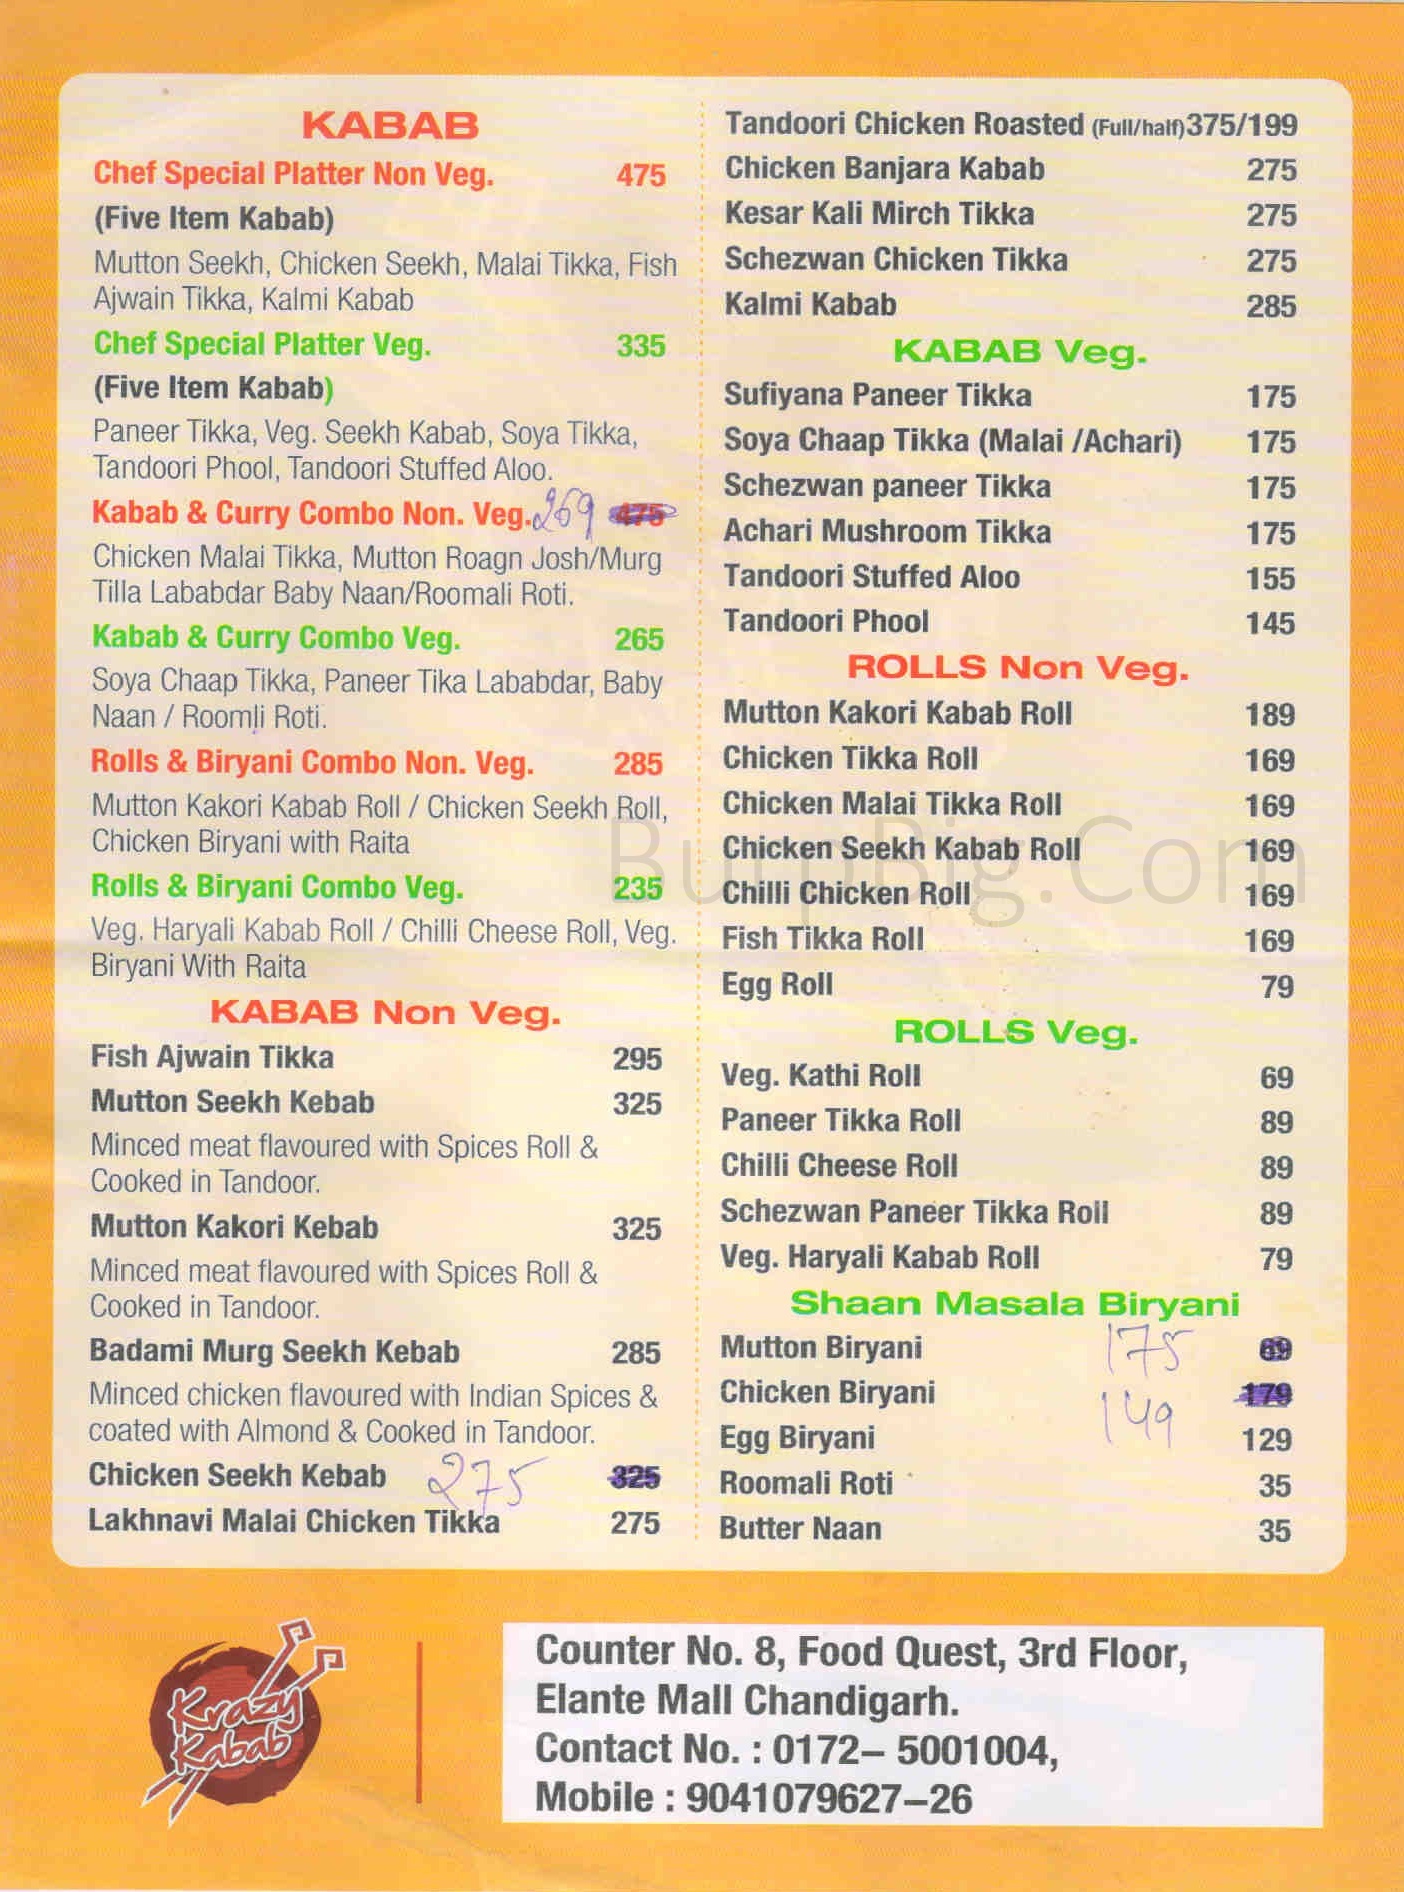 KABAB
Chef Special Platter Non Veg. 475
(Five Item Kabab)
Mutton Seekh, Chicken Seekh, Malai Tikka, Fish
Ajwain Tikka, Kalmi Kabab
Chef Special Platter Veg. 335
(Five Item Kabab)
Paneer Tikka, Veg. Seekh Kabab, Soya Tikka,
Tandoori Phool, Tandoori Stuffed Aloo.
Kabab & Curry Combo Non. Veg. 269 475
Chicken Malai Tikka, Mutton Roagn Josh/Murg
Tilla Lababdar Baby Naan/Roomali Roti.
Kabab & Curry Combo Veg. 265
Soya Chaap Tikka, Paneer Tika Lababdar, Baby
Naan / Roomli Roti.
Rolls & Biryani Combo Non. Veg. 285
Mutton Kakori Kabab Roll / Chicken Seekh Roll,
Chicken Biryani with Raita
Rolls & Biryani Combo Veg. 235
Veg. Haryali Kabab Roll / Chilli Cheese Roll, Veg.
Biryani With Raita
KABAB Non Veg.
Fish Ajwain Tikka 295
Mutton Seekh Kebab 325
Minced meat flavoured with Spices Roll &
Cooked in Tandoor.
Mutton Kakori Kebab 325
Minced meat flavoured with Spices Roll &
Cooked in Tandoor.
Badami Murg Seekh Kebab 285
Minced chicken flavoured with Indian Spices &
coated with Almond & Cooked in Tandoor.
Chicken Seekh Kebab 275 325
Lakhnavi Malai Chicken Tikka 275
Tandoori Chicken Roasted (Full/half) 375/199
Chicken Banjara Kabab 275
Kesar Kali Mirch Tikka 275
Schezwan Chicken Tikka 275
Kalmi Kabab 285
KABAB Veg.
Sufiyana Paneer Tikka 175
Soya Chaap Tikka (Malai /Achari) 175
Schezwan paneer Tikka 175
Achari Mushroom Tikka 175
Tandoori Stuffed Aloo 155
Tandoori Phool 145
ROLLS Non Veg.
Mutton Kakori Kabab Roll 189
Chicken Tikka Roll 169
Chicken Malai Tikka Roll 169
Chicken Seekh Kabab Roll 169
Chilli Chicken Roll 169
Fish Tikka Roll 169
Egg Roll 79
ROLLS Veg.
Veg. Kathi Roll 69
Paneer Tikka Roll 89
Chilli Cheese Roll 89
Schezwan Paneer Tikka Roll 89
Veg. Haryali Kabab Roll 79
Shaan Masala Biryani
Mutton Biryani 175 69
Chicken Biryani 149 179
Egg Biryani 129
Roomali Roti 35
Butter Naan 35
BurpBig.Com
Krazy
Kabab
Counter No. 8, Food Quest, 3rd Floor,
Elante Mall Chandigarh.
Contact No. : 0172– 5001004,
Mobile : 9041079627–26